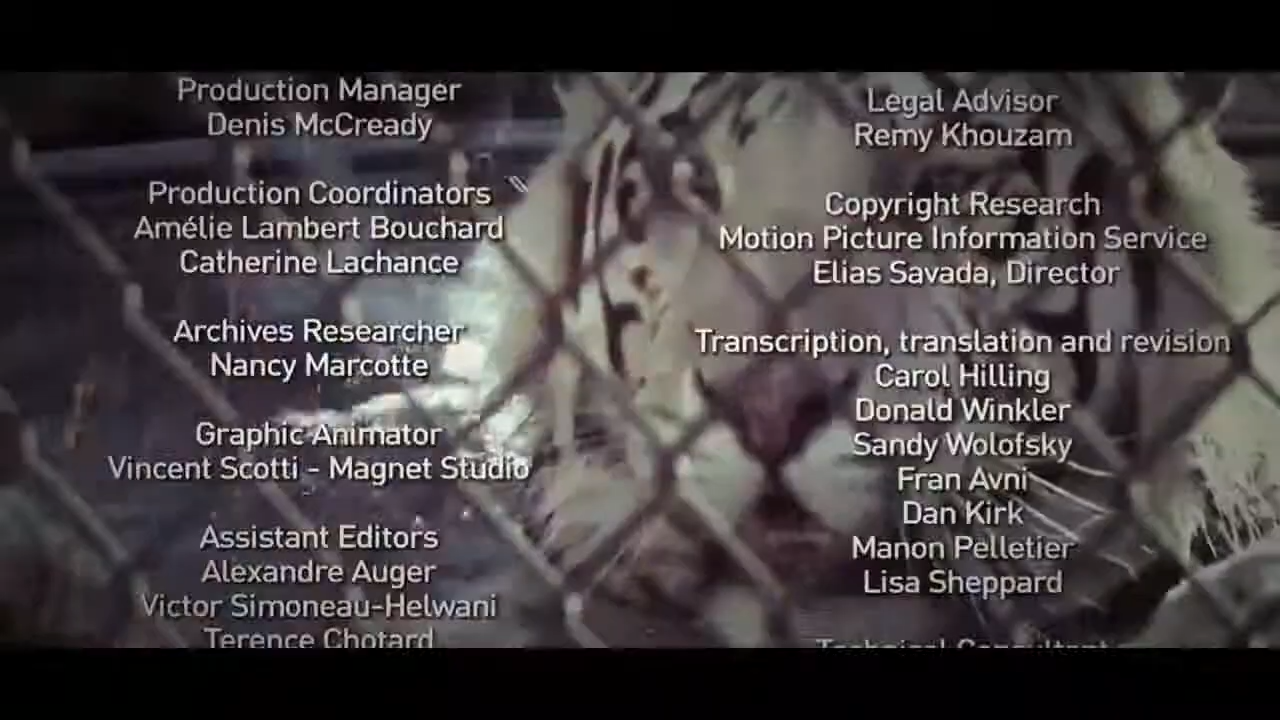 Production Manager
Denis McCready
Production Coordinators
Amélie Lambert Bouchard
Catherine Lachance
Archives Researcher
Nancy Marcotte
Graphic Animator
Vincent Scotti - Magnet Studio
Assistant Editors
Alexandre Auger
Victor Simoneau-Helwani
Terence Chotard
Legal Advisor
Remy Khouzam
Copyright Research
Motion Picture Information Service
Elias Savada, Director
Transcription, translation and revision
Carol Hilling
Donald Winkler
Sandy Wolofsky
Fran Avni
Dan Kirk
Manon Pelletier
Lisa Sheppard
Technical Consultant